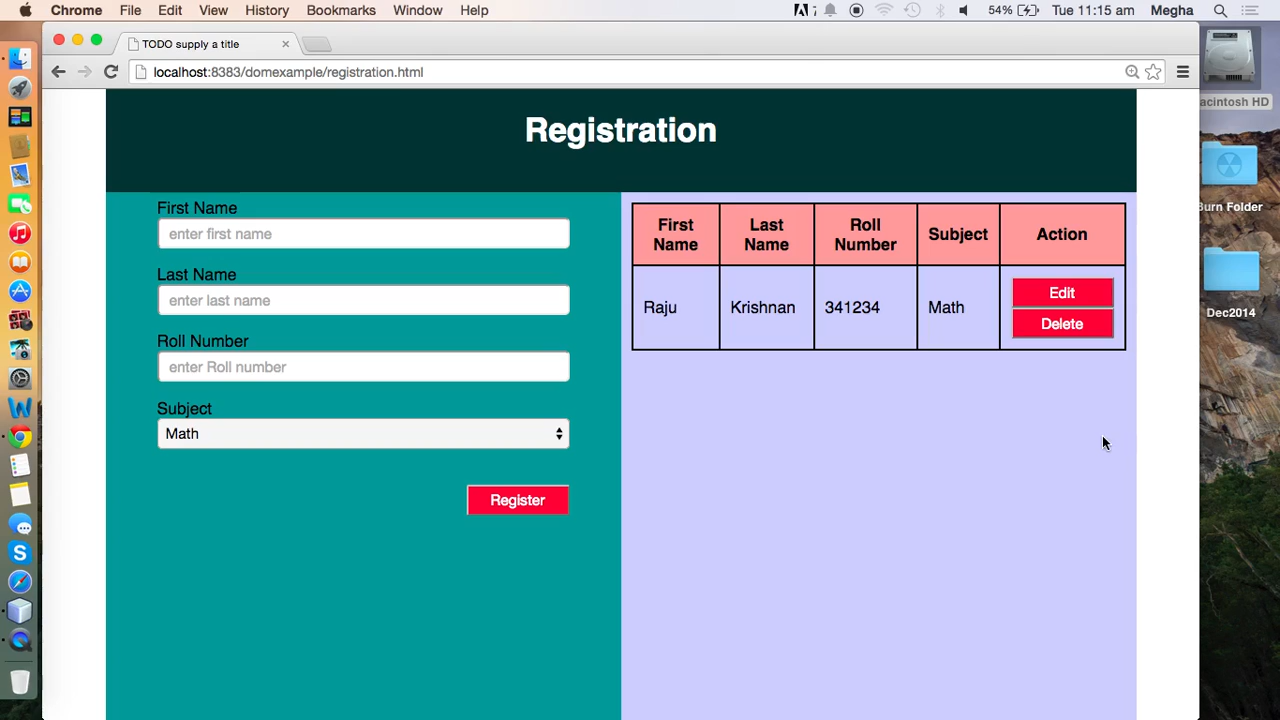 Chrome File Edit View History Bookmarks Window Help 7 54% Tue 11:15 am Megha
TODO supply a title
localhost:8383/domexample/registration.html
acintosh HD
Registration
First Name
enter first name
Last Name
enter last name
Roll Number
enter Roll number
Subject
Math
Register
First Name Last Name Roll Number Subject Action
Raju Krishnan 341234 Math Edit
Delete
Burn Folder
Dec2014